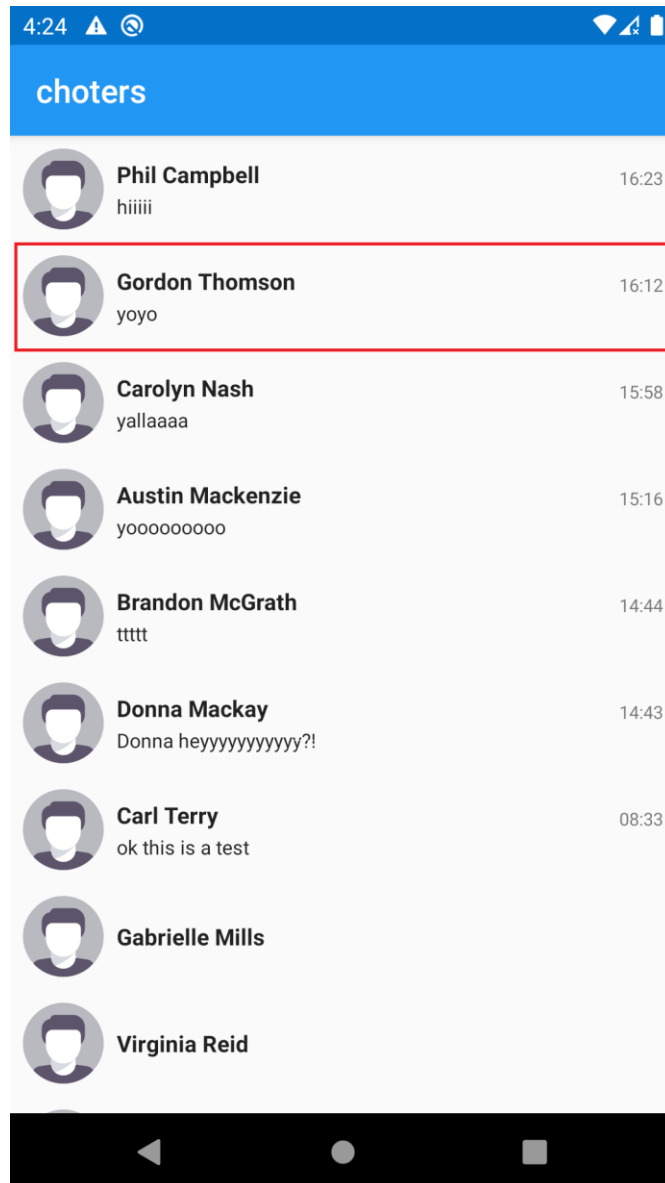 4:24
choters
Phil Campbell 16:23
hiiiii
Gordon Thomson 16:12
yoyo
Carolyn Nash 15:58
yallaaaa
Austin Mackenzie 15:16
yooooooooo
Brandon McGrath 14:44
ttttt
Donna Mackay 14:43
Donna heyyyyyyyyyyy?!
Carl Terry 08:33
ok this is a test
Gabrielle Mills
Virginia Reid